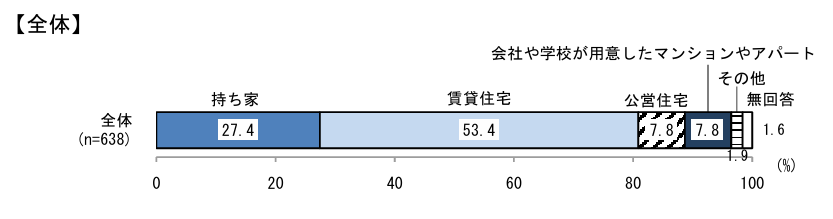 【全体】
会社や学校が用意したマンションやアパート
その他
持ち家 賃貸住宅 公営住宅 無回答
全体
(n=638)
27.4 53.4 7.8 7.8 1.9 1.6
(%)
0 20 40 60 80 100